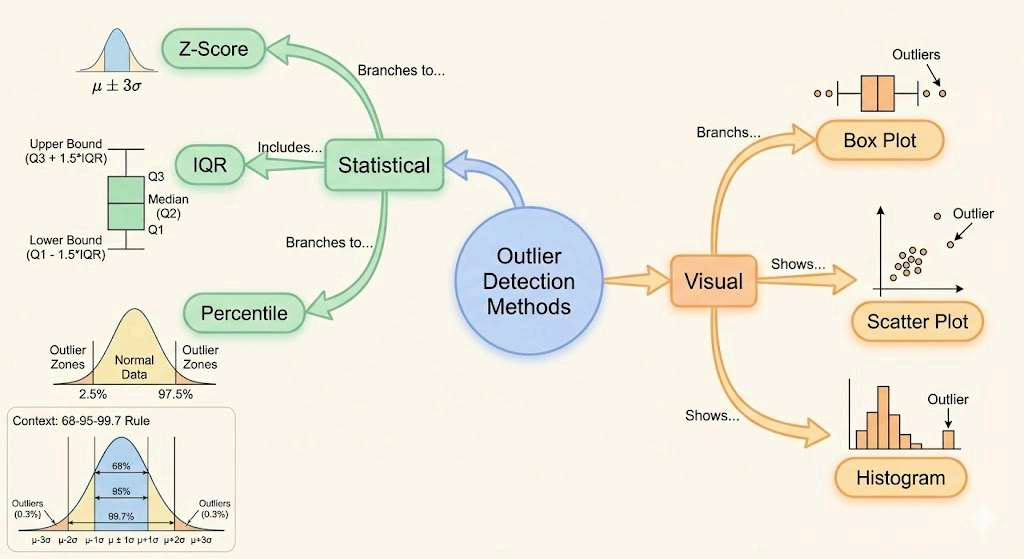 Z-Score
μ ± 3σ
Branches to...
Upper Bound
(Q3 + 1.5*IQR)
Q3
Median
(Q2)
Q1
Lower Bound
(Q1 - 1.5*IQR)
IQR
Includes...
Statistical
Branches to...
Percentile
Outlier
Zones
Normal
Data
Outlier
Zones
2.5%
97.5%
Context: 68-95-99.7 Rule
68%
95%
99.7%
Outliers
(0.3%)
Outliers
(0.3%)
μ-3σ μ-2σ μ-1σ μ ± 1σ μ+1σ μ+2σ μ+3σ
Outlier
Detection
Methods
Visual
Branchs...
Outliers
Box Plot
Shows...
Outlier
Scatter Plot
Shows...
Outlier
Histogram